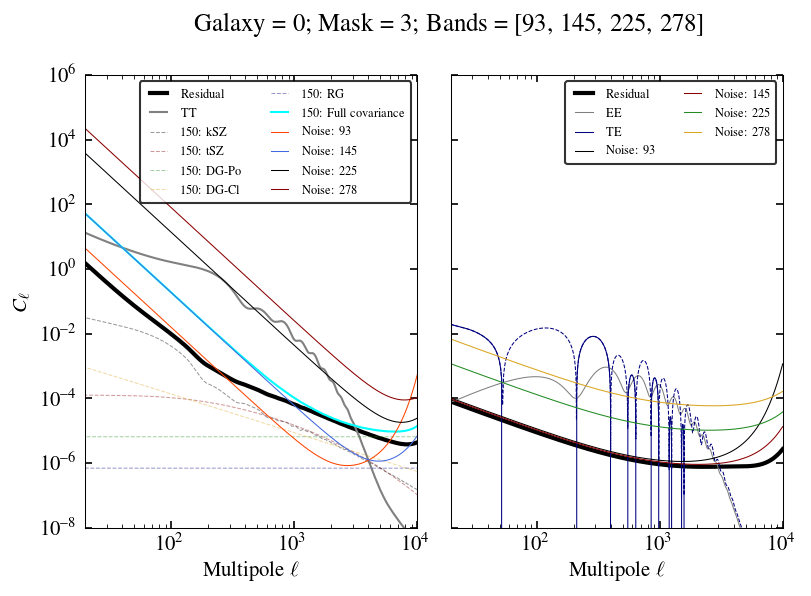 Galaxy = 0; Mask = 3; Bands = [93, 145, 225, 278]
Residual
TT
150: kSZ
150: tSZ
150: DG-Po
150: DG-Cl
150: RG
150: Full covariance
Noise: 93
Noise: 145
Noise: 225
Noise: 278
Residual
EE
TE
Noise: 93
Noise: 145
Noise: 225
Noise: 278
10^6
10^4
10^2
10^0
10^-2
10^-4
10^-6
10^-8
C_ℓ
10^2
10^3
10^4
10^2
10^3
10^4
Multipole ℓ
Multipole ℓ